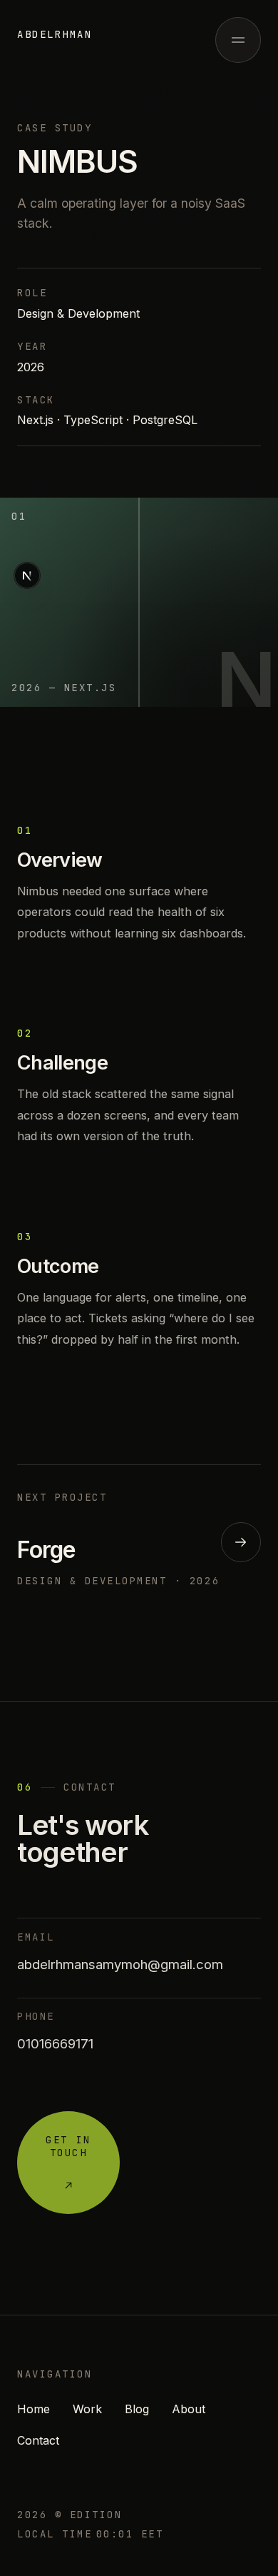 ABDELRHMAN
CASE STUDY
NIMBUS
A calm operating layer for a noisy SaaS
stack.
ROLE
Design & Development
YEAR
2026
STACK
Next.js · TypeScript · PostgreSQL
01
N
2026 — NEXT.JS
N
01
Overview
Nimbus needed one surface where
operators could read the health of six
products without learning six dashboards.
02
Challenge
The old stack scattered the same signal
across a dozen screens, and every team
had its own version of the truth.
03
Outcome
One language for alerts, one timeline, one
place to act. Tickets asking “where do I see
this?” dropped by half in the first month.
NEXT PROJECT
Forge
DESIGN & DEVELOPMENT · 2026
06 — CONTACT
Let's work
together
EMAIL
abdelrhmansamymoh@gmail.com
PHONE
01016669171
GET IN
TOUCH
NAVIGATION
Home Work Blog About
Contact
2026 © EDITION
LOCAL TIME 00:01 EET